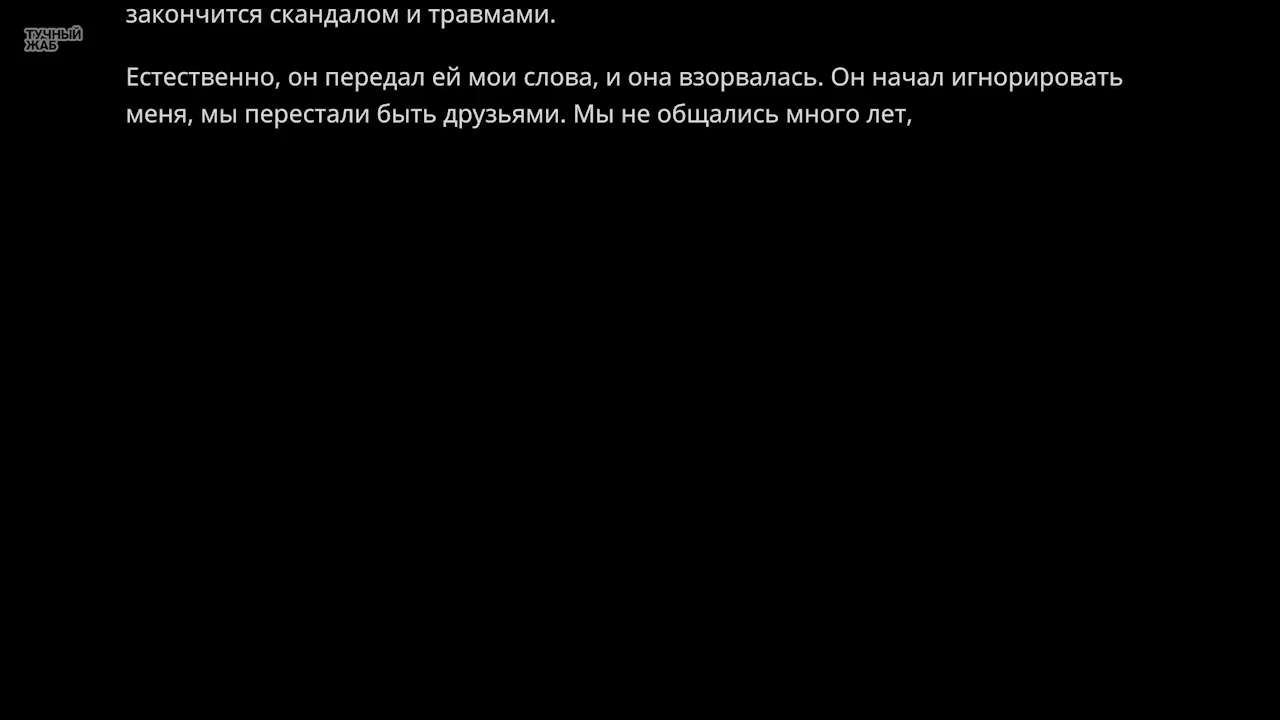 закончится скандалом и травмами.
ТУЧНЫЙ
ЖАБ
Естественно, он передал ей мои слова, и она взорвалась. Он начал игнорировать
меня, мы перестали быть друзьями. Мы не общались много лет,